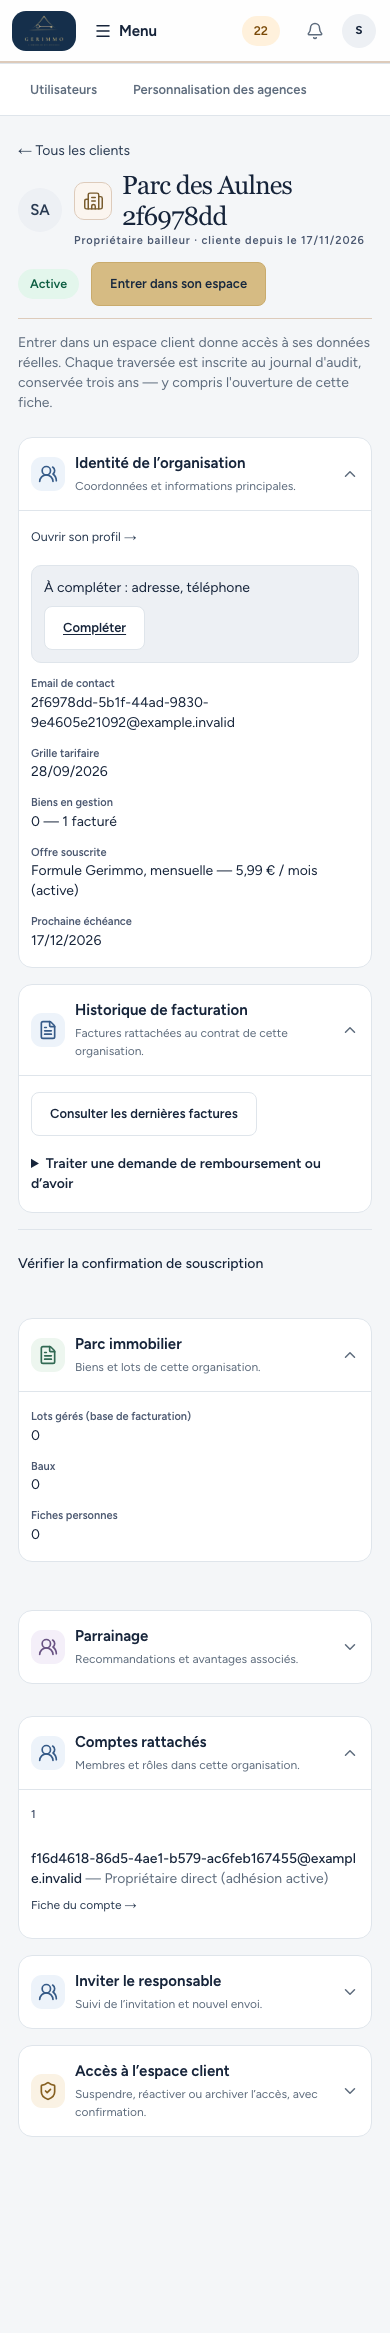 GERIMMO
Menu
22
S
Utilisateurs
Personnalisation des agences
← Tous les clients
SA
Parc des Aulnes
2f6978dd
Propriétaire bailleur · cliente depuis le 17/11/2026
Active
Entrer dans son espace
Entrer dans un espace client donne accès à ses données
réelles. Chaque traversée est inscrite au journal d'audit,
conservée trois ans — y compris l'ouverture de cette
fiche.
Identité de l’organisation
Coordonnées et informations principales.
Ouvrir son profil →
À compléter : adresse, téléphone
Compléter
Email de contact
2f6978dd-5b1f-44ad-9830-
9e4605e21092@example.invalid
Grille tarifaire
28/09/2026
Biens en gestion
0 — 1 facturé
Offre souscrite
Formule Gerimmo, mensuelle — 5,99 € / mois
(active)
Prochaine échéance
17/12/2026
Historique de facturation
Factures rattachées au contrat de cette
organisation.
Consulter les dernières factures
Traiter une demande de remboursement ou
d’avoir
Vérifier la confirmation de souscription
Parc immobilier
Biens et lots de cette organisation.
Lots gérés (base de facturation)
0
Baux
0
Fiches personnes
0
Parrainage
Recommandations et avantages associés.
Comptes rattachés
Membres et rôles dans cette organisation.
1
f16d4618-86d5-4ae1-b579-ac6feb167455@exampl
e.invalid — Propriétaire direct (adhésion active)
Fiche du compte →
Inviter le responsable
Suivi de l’invitation et nouvel envoi.
Accès à l’espace client
Suspendre, réactiver ou archiver l’accès, avec
confirmation.